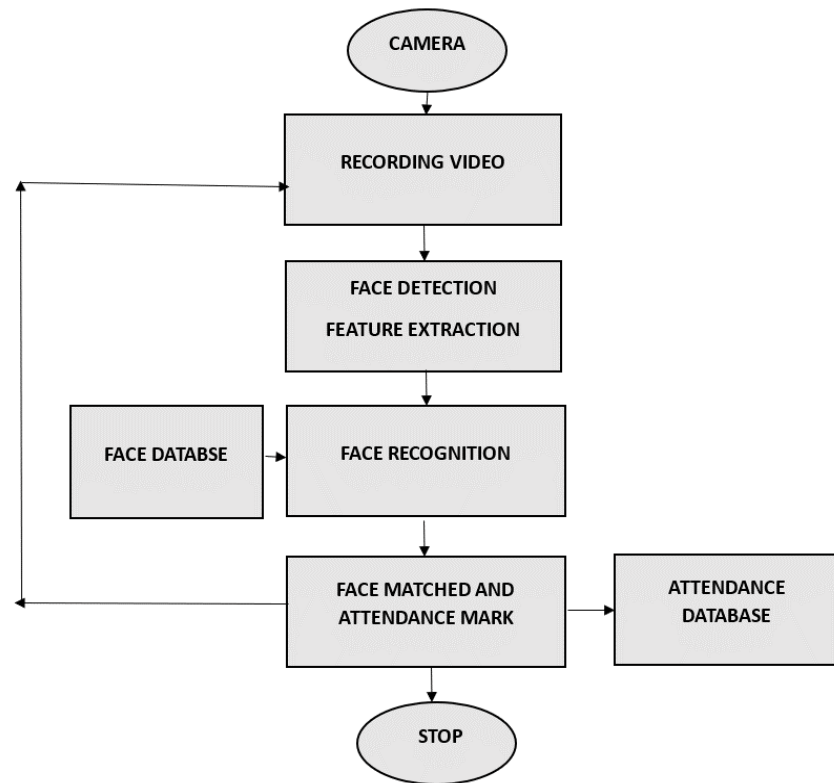 CAMERA
RECORDING VIDEO
FACE DETECTION
FEATURE EXTRACTION
FACE DATABSE
FACE RECOGNITION
FACE MATCHED AND
ATTENDANCE MARK
ATTENDANCE
DATABASE
STOP